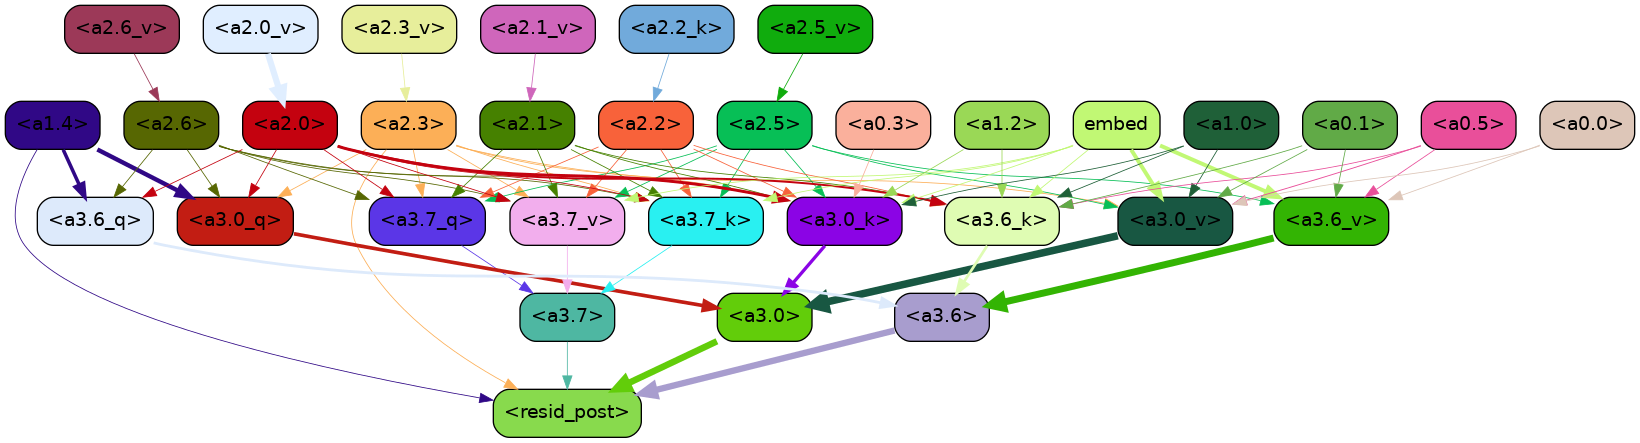 <a2.6_v> <a2.0_v> <a2.3_v> <a2.1_v> <a2.2_k> <a2.5_v>
<a1.4> <a2.6> <a2.0> <a2.3> <a2.1> <a2.2> <a2.5> <a0.3> <a1.2> embed <a1.0> <a0.1> <a0.5> <a0.0>
<a3.6_q> <a3.0_q> <a3.7_q> <a3.7_v> <a3.7_k> <a3.0_k> <a3.6_k> <a3.0_v> <a3.6_v>
<a3.7> <a3.0> <a3.6>
<resid_post>